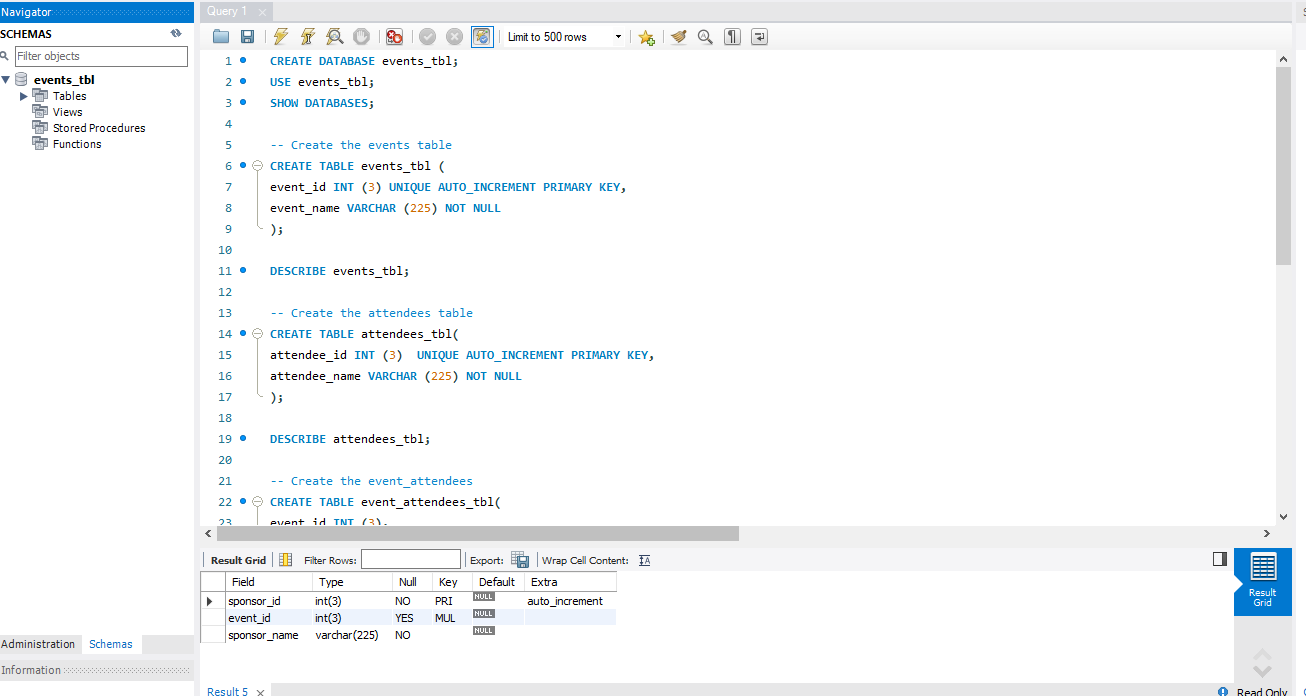 Navigator
SCHEMAS
Filter objects
events_tbl
Tables
Views
Stored Procedures
Functions
Administration Schemas
Information
Query 1
Limit to 500 rows
1 CREATE DATABASE events_tbl;
2 USE events_tbl;
3 SHOW DATABASES;
4
5 -- Create the events table
6 CREATE TABLE events_tbl (
7 event_id INT (3) UNIQUE AUTO_INCREMENT PRIMARY KEY,
8 event_name VARCHAR (225) NOT NULL
9 );
10
11 DESCRIBE events_tbl;
12
13 -- Create the attendees table
14 CREATE TABLE attendees_tbl(
15 attendee_id INT (3)  UNIQUE AUTO_INCREMENT PRIMARY KEY,
16 attendee_name VARCHAR (225) NOT NULL
17 );
18
19 DESCRIBE attendees_tbl;
20
21 -- Create the event_attendees
22 CREATE TABLE event_attendees_tbl(
23 event_id INT (3),
Result Grid Filter Rows: Export: Wrap Cell Content:
Field Type Null Key Default Extra
sponsor_id int(3) NO PRI NULL auto_increment
event_id int(3) YES MUL NULL
sponsor_name varchar(225) NO NULL
Result
Grid
Result 5
Read Only